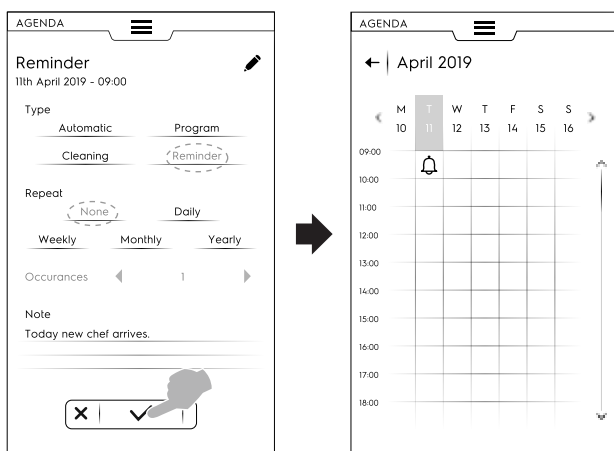 AGENDA
Reminder
11th April 2019 - 09:00
Type
Automatic Program
Cleaning Reminder
Repeat
None Daily
Weekly Monthly Yearly
Occurances 1
Note
Today new chef arrives.
AGENDA
April 2019
M T W T F S S
10 11 12 13 14 15 16
09:00
10:00
11:00
12:00
13:00
14:00
15:00
16:00
17:00
18:00